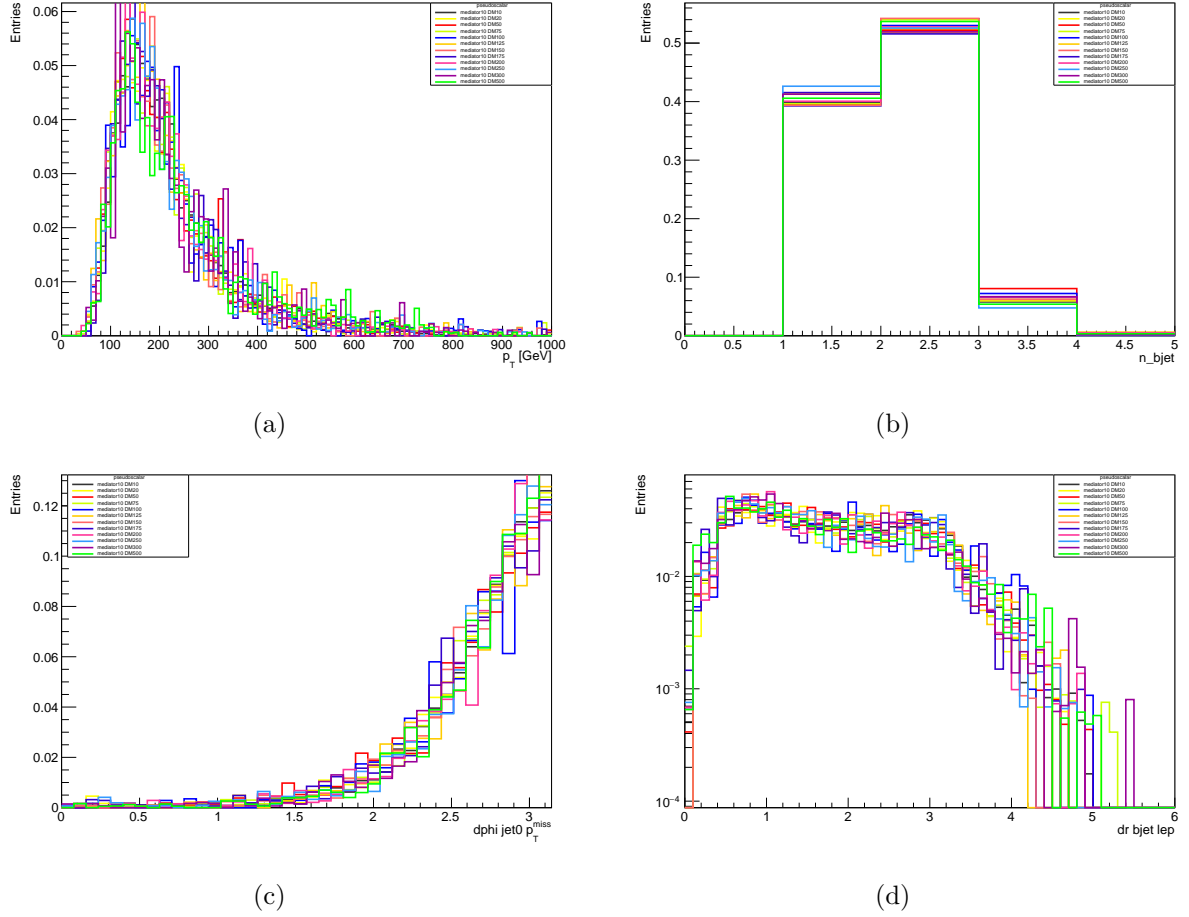 Entries
0.06
0.05
0.04
0.03
0.02
0.01
0
0 100 200 300 400 500 600 700 800 900 1000
p_T [GeV]
pseudoscalar
mediator10 DM10
mediator10 DM20
mediator10 DM50
mediator10 DM75
mediator10 DM100
mediator10 DM125
mediator10 DM150
mediator10 DM175
mediator10 DM200
mediator10 DM250
mediator10 DM300
mediator10 DM500
(a)
Entries
0.5
0.4
0.3
0.2
0.1
0
0 0.5 1 1.5 2 2.5 3 3.5 4 4.5 5
n_bjet
pseudoscalar
mediator10 DM10
mediator10 DM20
mediator10 DM50
mediator10 DM75
mediator10 DM100
mediator10 DM125
mediator10 DM150
mediator10 DM175
mediator10 DM200
mediator10 DM250
mediator10 DM300
mediator10 DM500
(b)
Entries
0.12
0.1
0.08
0.06
0.04
0.02
0
0 0.5 1 1.5 2 2.5 3
dphi jet0 p_T^miss
pseudoscalar
mediator10 DM10
mediator10 DM20
mediator10 DM50
mediator10 DM75
mediator10 DM100
mediator10 DM125
mediator10 DM150
mediator10 DM175
mediator10 DM200
mediator10 DM250
mediator10 DM300
mediator10 DM500
(c)
Entries
10⁻²
10⁻³
10⁻⁴
0 1 2 3 4 5 6
dr bjet lep
pseudoscalar
mediator10 DM10
mediator10 DM20
mediator10 DM50
mediator10 DM75
mediator10 DM100
mediator10 DM125
mediator10 DM150
mediator10 DM175
mediator10 DM200
mediator10 DM250
mediator10 DM300
mediator10 DM500
(d)